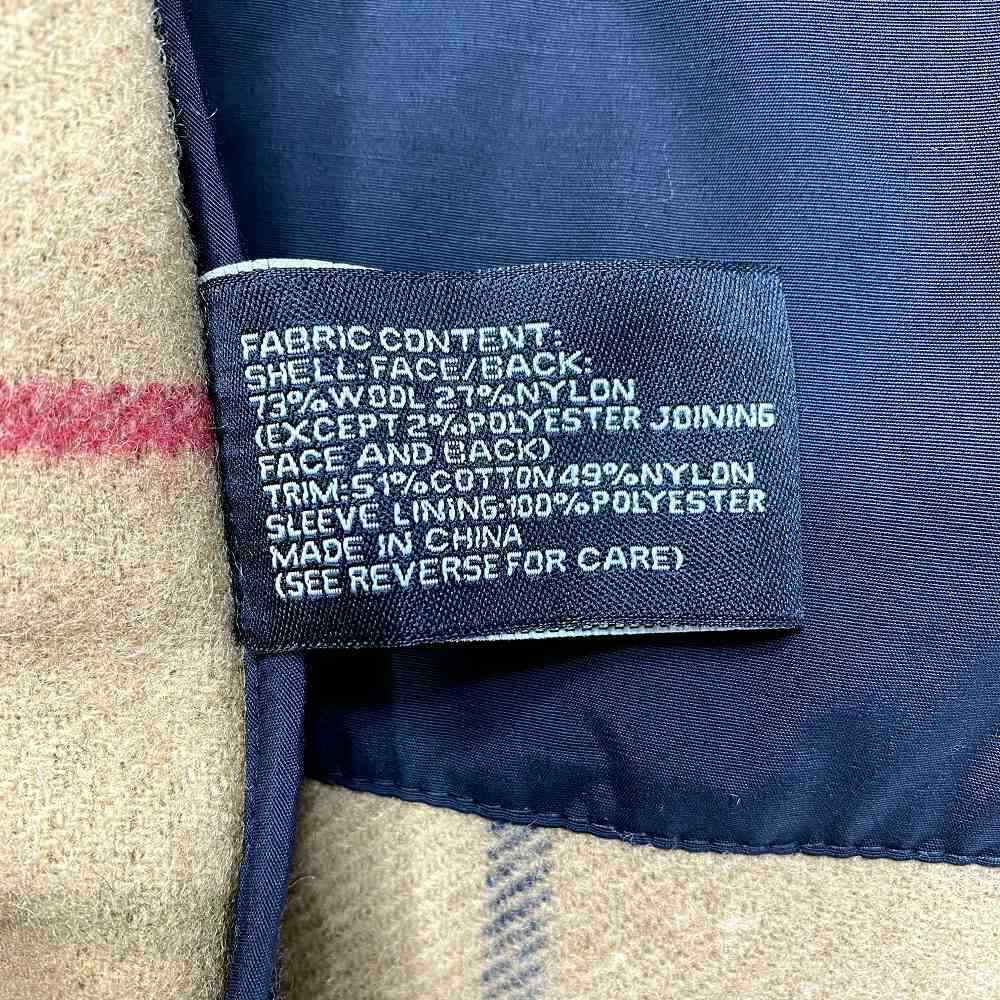 FABRIC CONTENT:
SHELL:FACE/BACK:
73%WOOL 27%NYLON
(EXCEPT 2%POLYESTER JOINING
FACE AND BACK)
TRIM:51%COTTON 49%NYLON
SLEEVE LINING:100%POLYESTER
MADE IN CHINA
(SEE REVERSE FOR CARE)